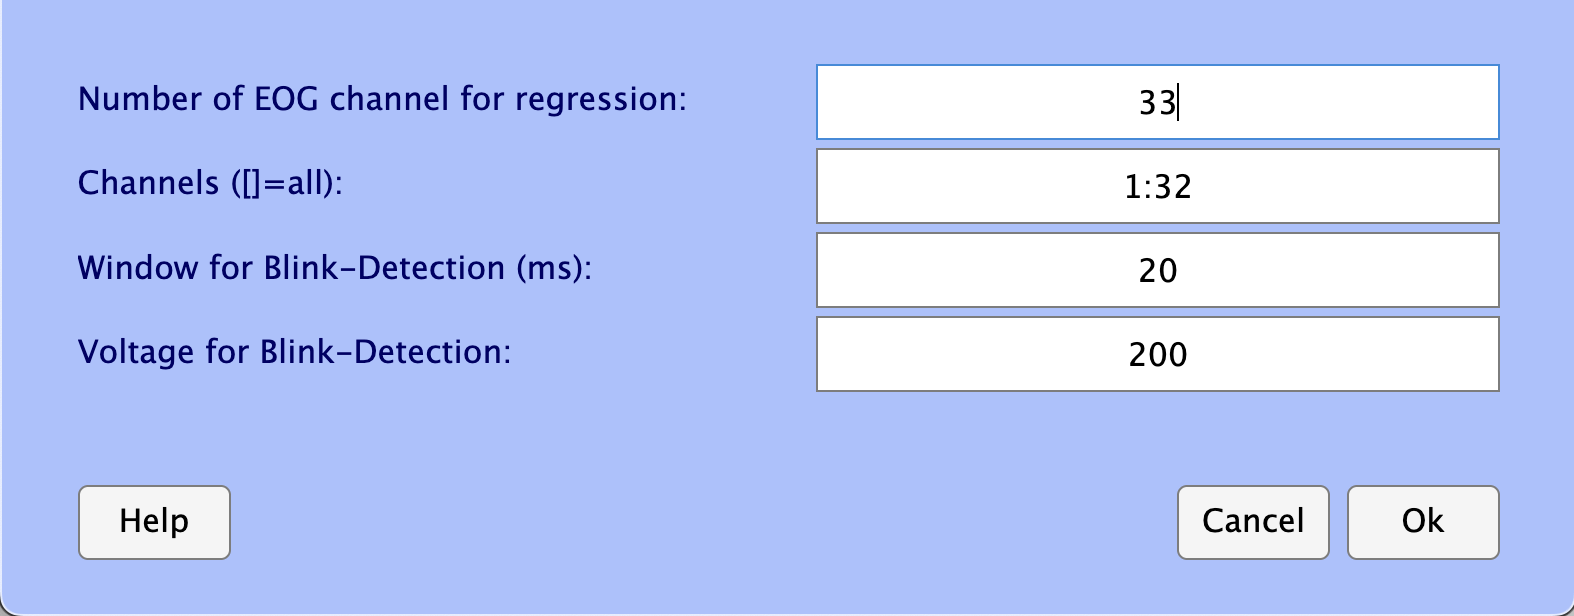 Number of EOG channel for regression: 33
Channels ([]=all): 1:32
Window for Blink-Detection (ms): 20
Voltage for Blink-Detection: 200
Help Cancel Ok